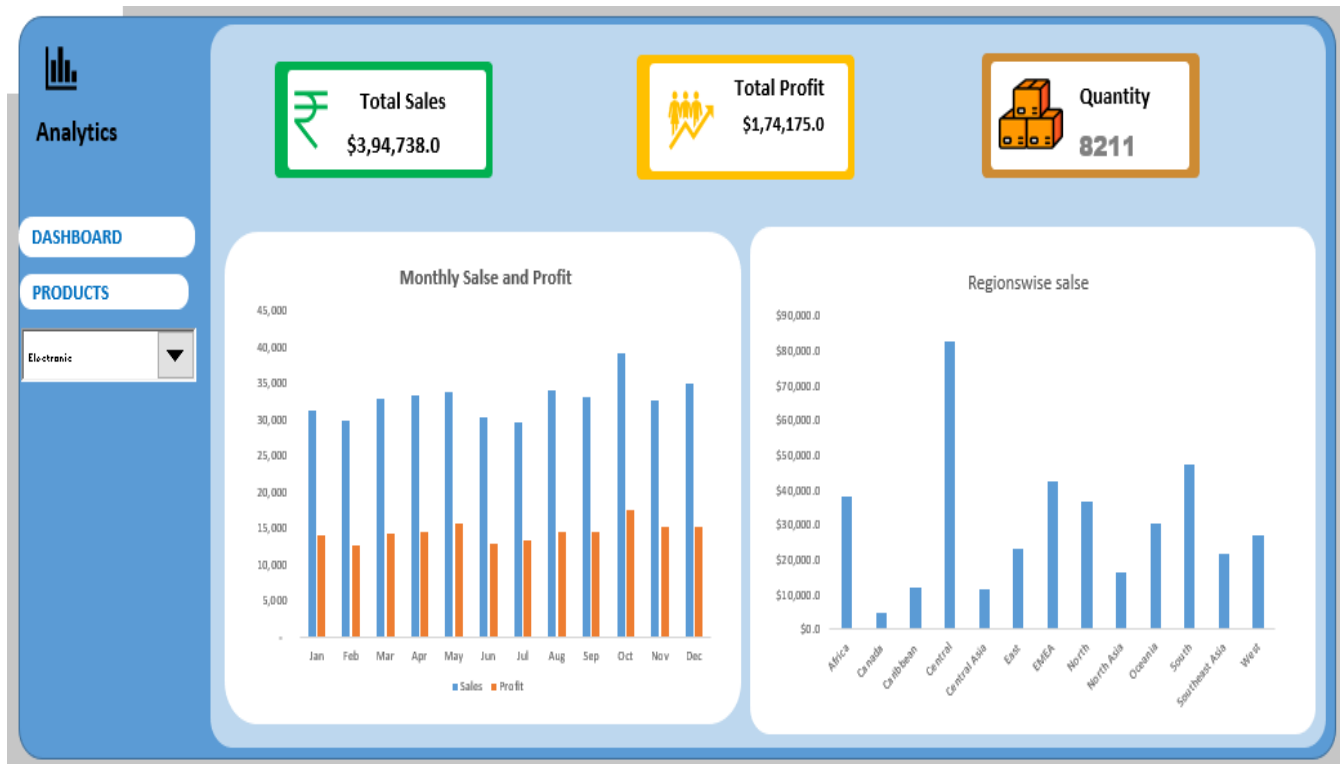 Analytics
DASHBOARD
PRODUCTS
Electronic
Total Sales
$3,94,738.0
Total Profit
$1,74,175.0
Quantity
8211
Monthly Salse and Profit
45,000
40,000
35,000
30,000
25,000
20,000
15,000
10,000
5,000
-
Jan Feb Mar Apr May Jun Jul Aug Sep Oct Nov Dec
Sales Profit
Regionswise salse
$90,000.0
$80,000.0
$70,000.0
$60,000.0
$50,000.0
$40,000.0
$30,000.0
$20,000.0
$10,000.0
$0.0
Africa Canada Caribbean Central Central Asia East EMEA North North Asia Oceania South Southeast Asia West